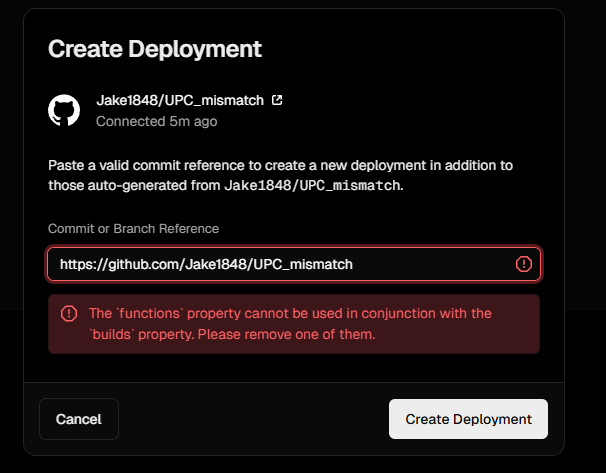 Create Deployment
Jake1848/UPC_mismatch
Connected 5m ago
Paste a valid commit reference to create a new deployment in addition to
those auto-generated from Jake1848/UPC_mismatch.
Commit or Branch Reference
https://github.com/Jake1848/UPC_mismatch
The `functions` property cannot be used in conjunction with the
`builds` property. Please remove one of them.
Cancel
Create Deployment